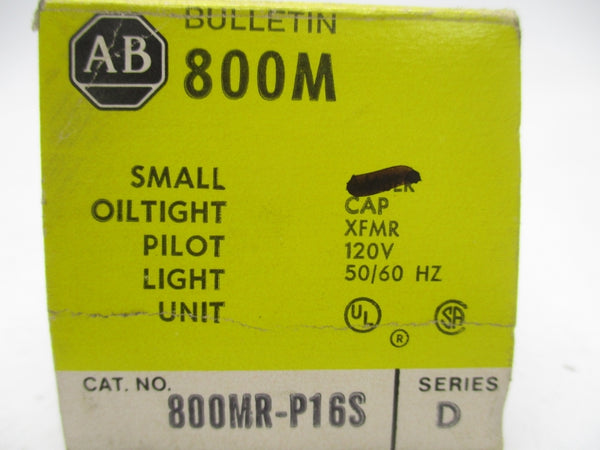 AB
BULLETIN
800M
SMALL
OILTIGHT
PILOT
LIGHT
UNIT
CAP
XFMR
120V
50/60 HZ
UL
®
SA
CAT. NO.
800MR-P16S
SERIES
D